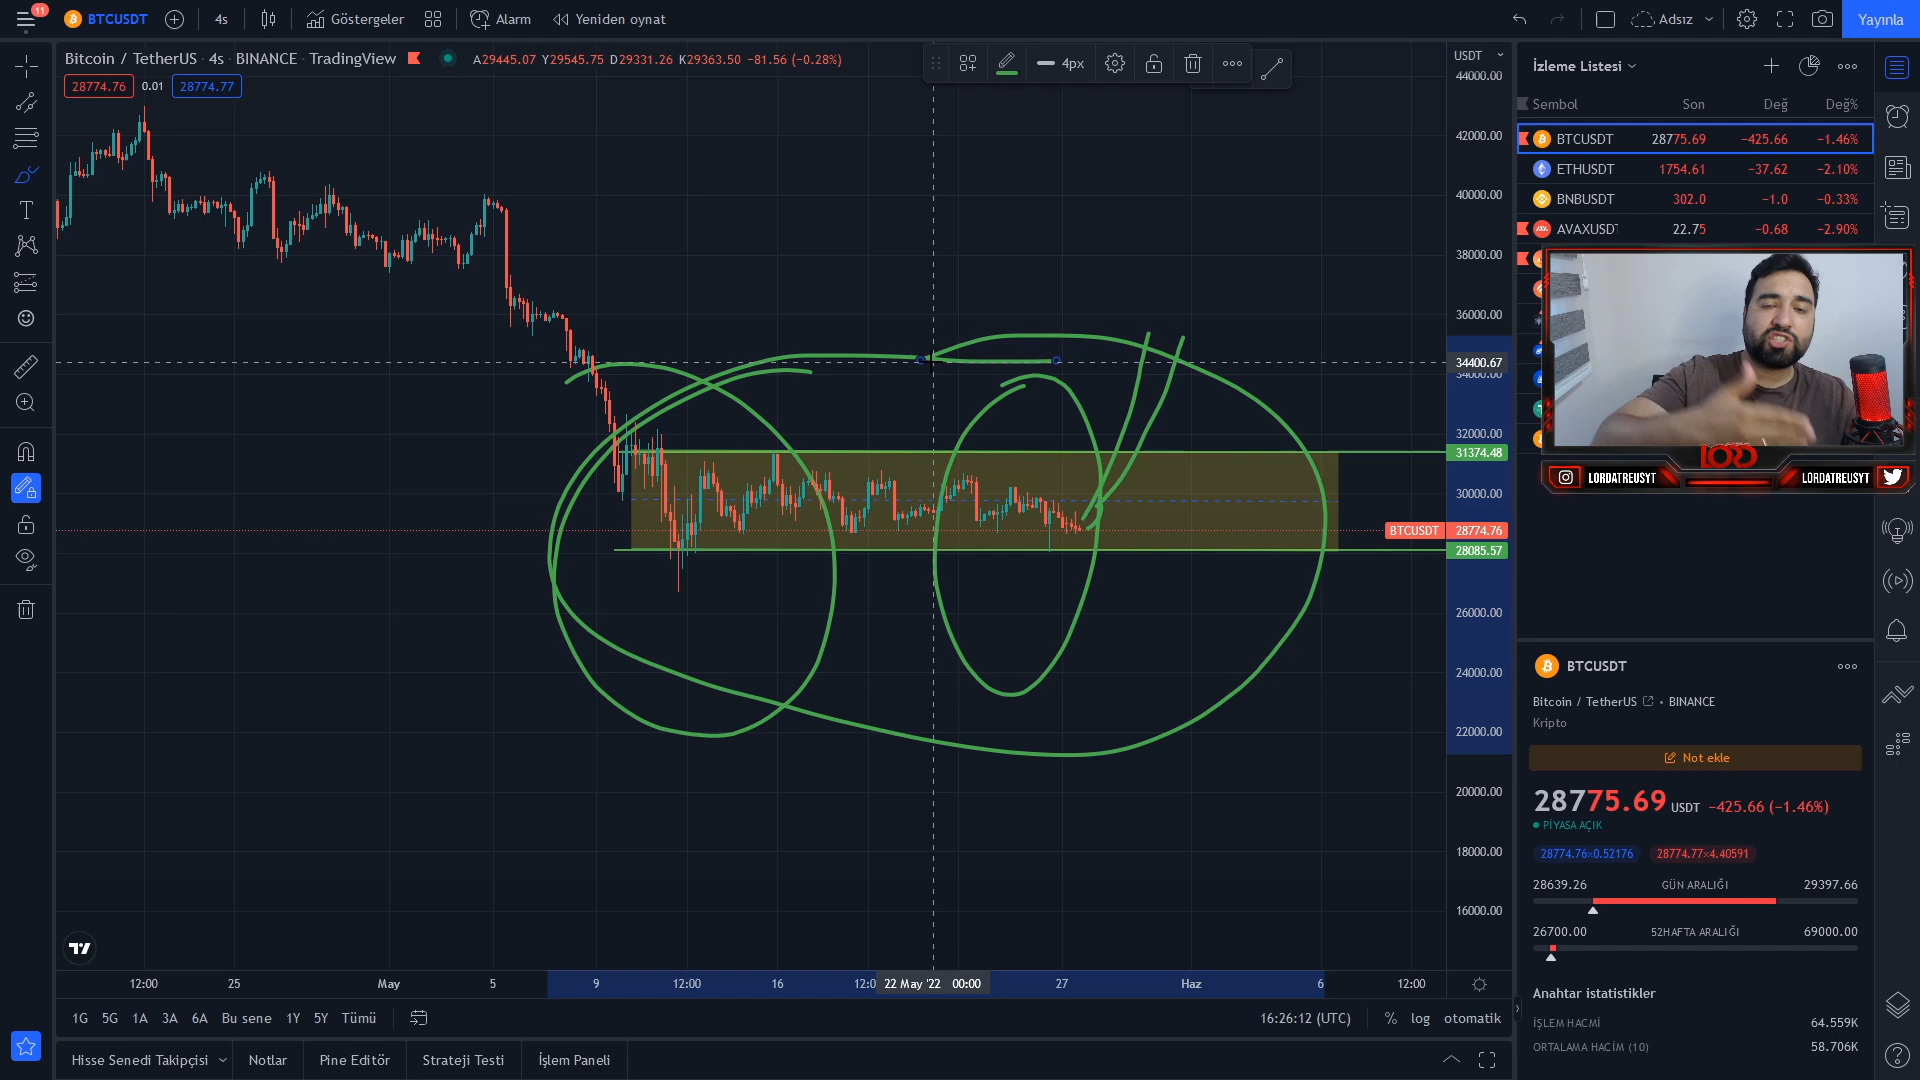 11
BTCUSDT
4s
Göstergeler
Alarm
Yeniden oynat
Adsız
Yayınla
Bitcoin / TetherUS · 4s · BINANCE · TradingView
A29445.07 Y29545.75 D29331.26 K29363.50 −81.56 (−0.28%)
28774.76 0.01 28774.77
4px
USDT
44000.00
42000.00
40000.00
38000.00
36000.00
34400.67
34000.00
32000.00
31374.48
30000.00
BTCUSDT 28774.76
28085.57
26000.00
24000.00
22000.00
20000.00
18000.00
16000.00
12:00 25 May 5 9 12:00 16 12:0 22 May '22 00:00 27 Haz 6 12:00
1G 5G 1A 3A 6A Bu sene 1Y 5Y Tümü
16:26:12 (UTC) % log otomatik
Hisse Senedi Takipçisi Notlar Pine Editör Strateji Testi İşlem Paneli
İzleme Listesi
Sembol Son Değ Değ%
BTCUSDT 28775.69 −425.66 −1.46%
ETHUSDT 1754.61 −37.62 −2.10%
BNBUSDT 302.0 −1.0 −0.33%
AVAXUSDT 22.75 −0.68 −2.90%
LORD
LORDATREUSYT LORDATREUSYT
BTCUSDT
Bitcoin / TetherUS • BINANCE
Kripto
Not ekle
28775.69 USDT −425.66 (−1.46%)
PİYASA AÇIK
28774.76×0.52176 28774.77×4.40591
28639.26 GÜN ARALIĞI 29397.66
26700.00 52HAFTA ARALIĞI 69000.00
Anahtar istatistikler
İŞLEM HACMİ 64.559K
ORTALAMA HACİM (10) 58.706K